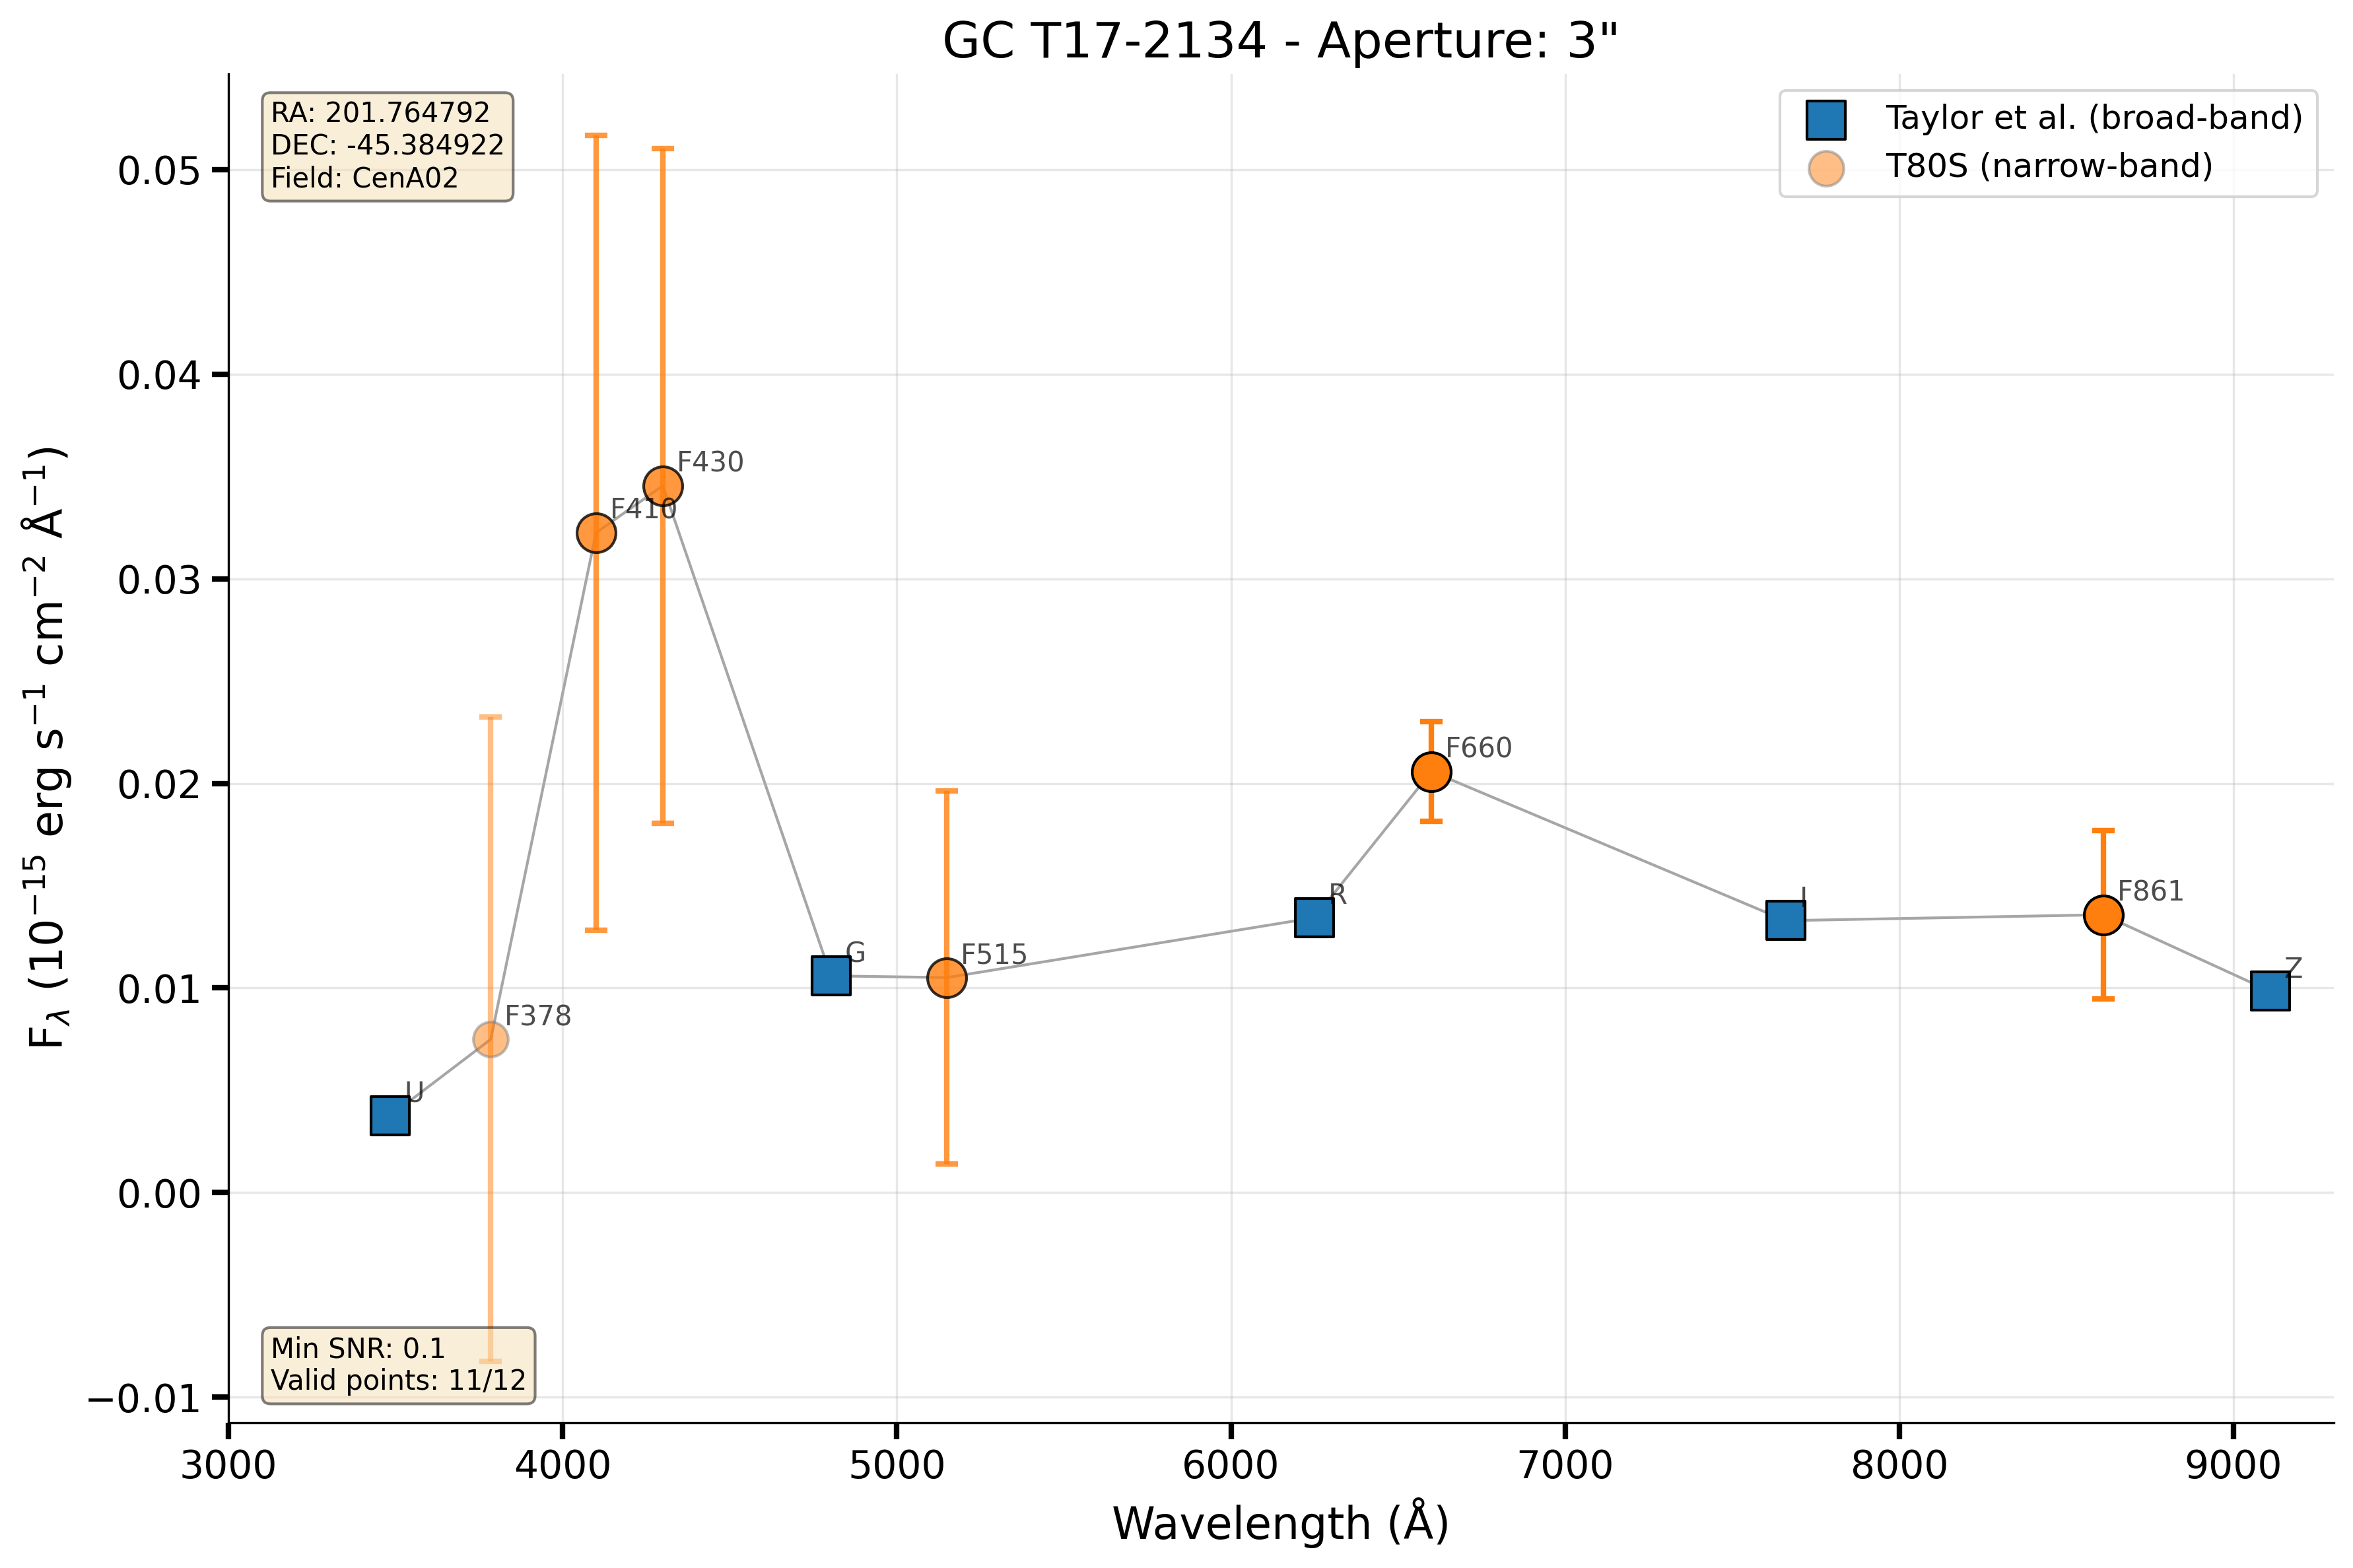 GC T17-2134 - Aperture: 3"
RA: 201.764792
DEC: -45.384922
Field: CenA02
Taylor et al. (broad-band)
T80S (narrow-band)
F430
F410
F660
R
I
F861
G
F515
Z
F378
U
Min SNR: 0.1
Valid points: 11/12
0.05
0.04
0.03
0.02
0.01
0.00
−0.01
3000 4000 5000 6000 7000 8000 9000
Wavelength (Å)
Fλ (10⁻¹⁵ erg s⁻¹ cm⁻² Å⁻¹)